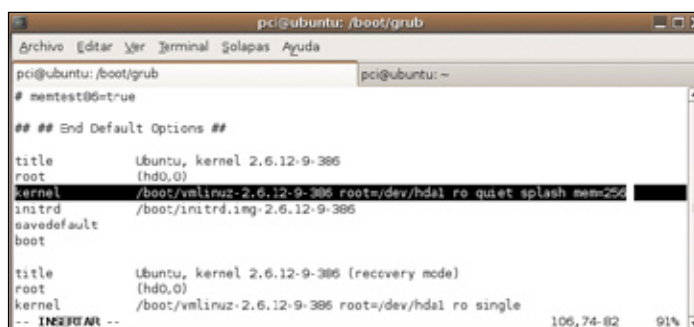 pci@ubuntu: /boot/grub
Archivo Editar Ver Terminal Solapas Ayuda
pci@ubuntu: /boot/grub pci@ubuntu: ~
# memtest86=true
## ## End Default Options ##
title Ubuntu, kernel 2.6.12-9-386
root (hd0,0)
kernel /boot/vmlinuz-2.6.12-9-386 root=/dev/hda1 ro quiet splash mem=256
initrd /boot/initrd.img-2.6.12-9-386
savedefault
boot
title Ubuntu, kernel 2.6.12-9-386 (recovery mode)
root (hd0,0)
kernel /boot/vmlinuz-2.6.12-9-386 root=/dev/hda1 ro single
-- INSERTAR -- 106,74-82 91%